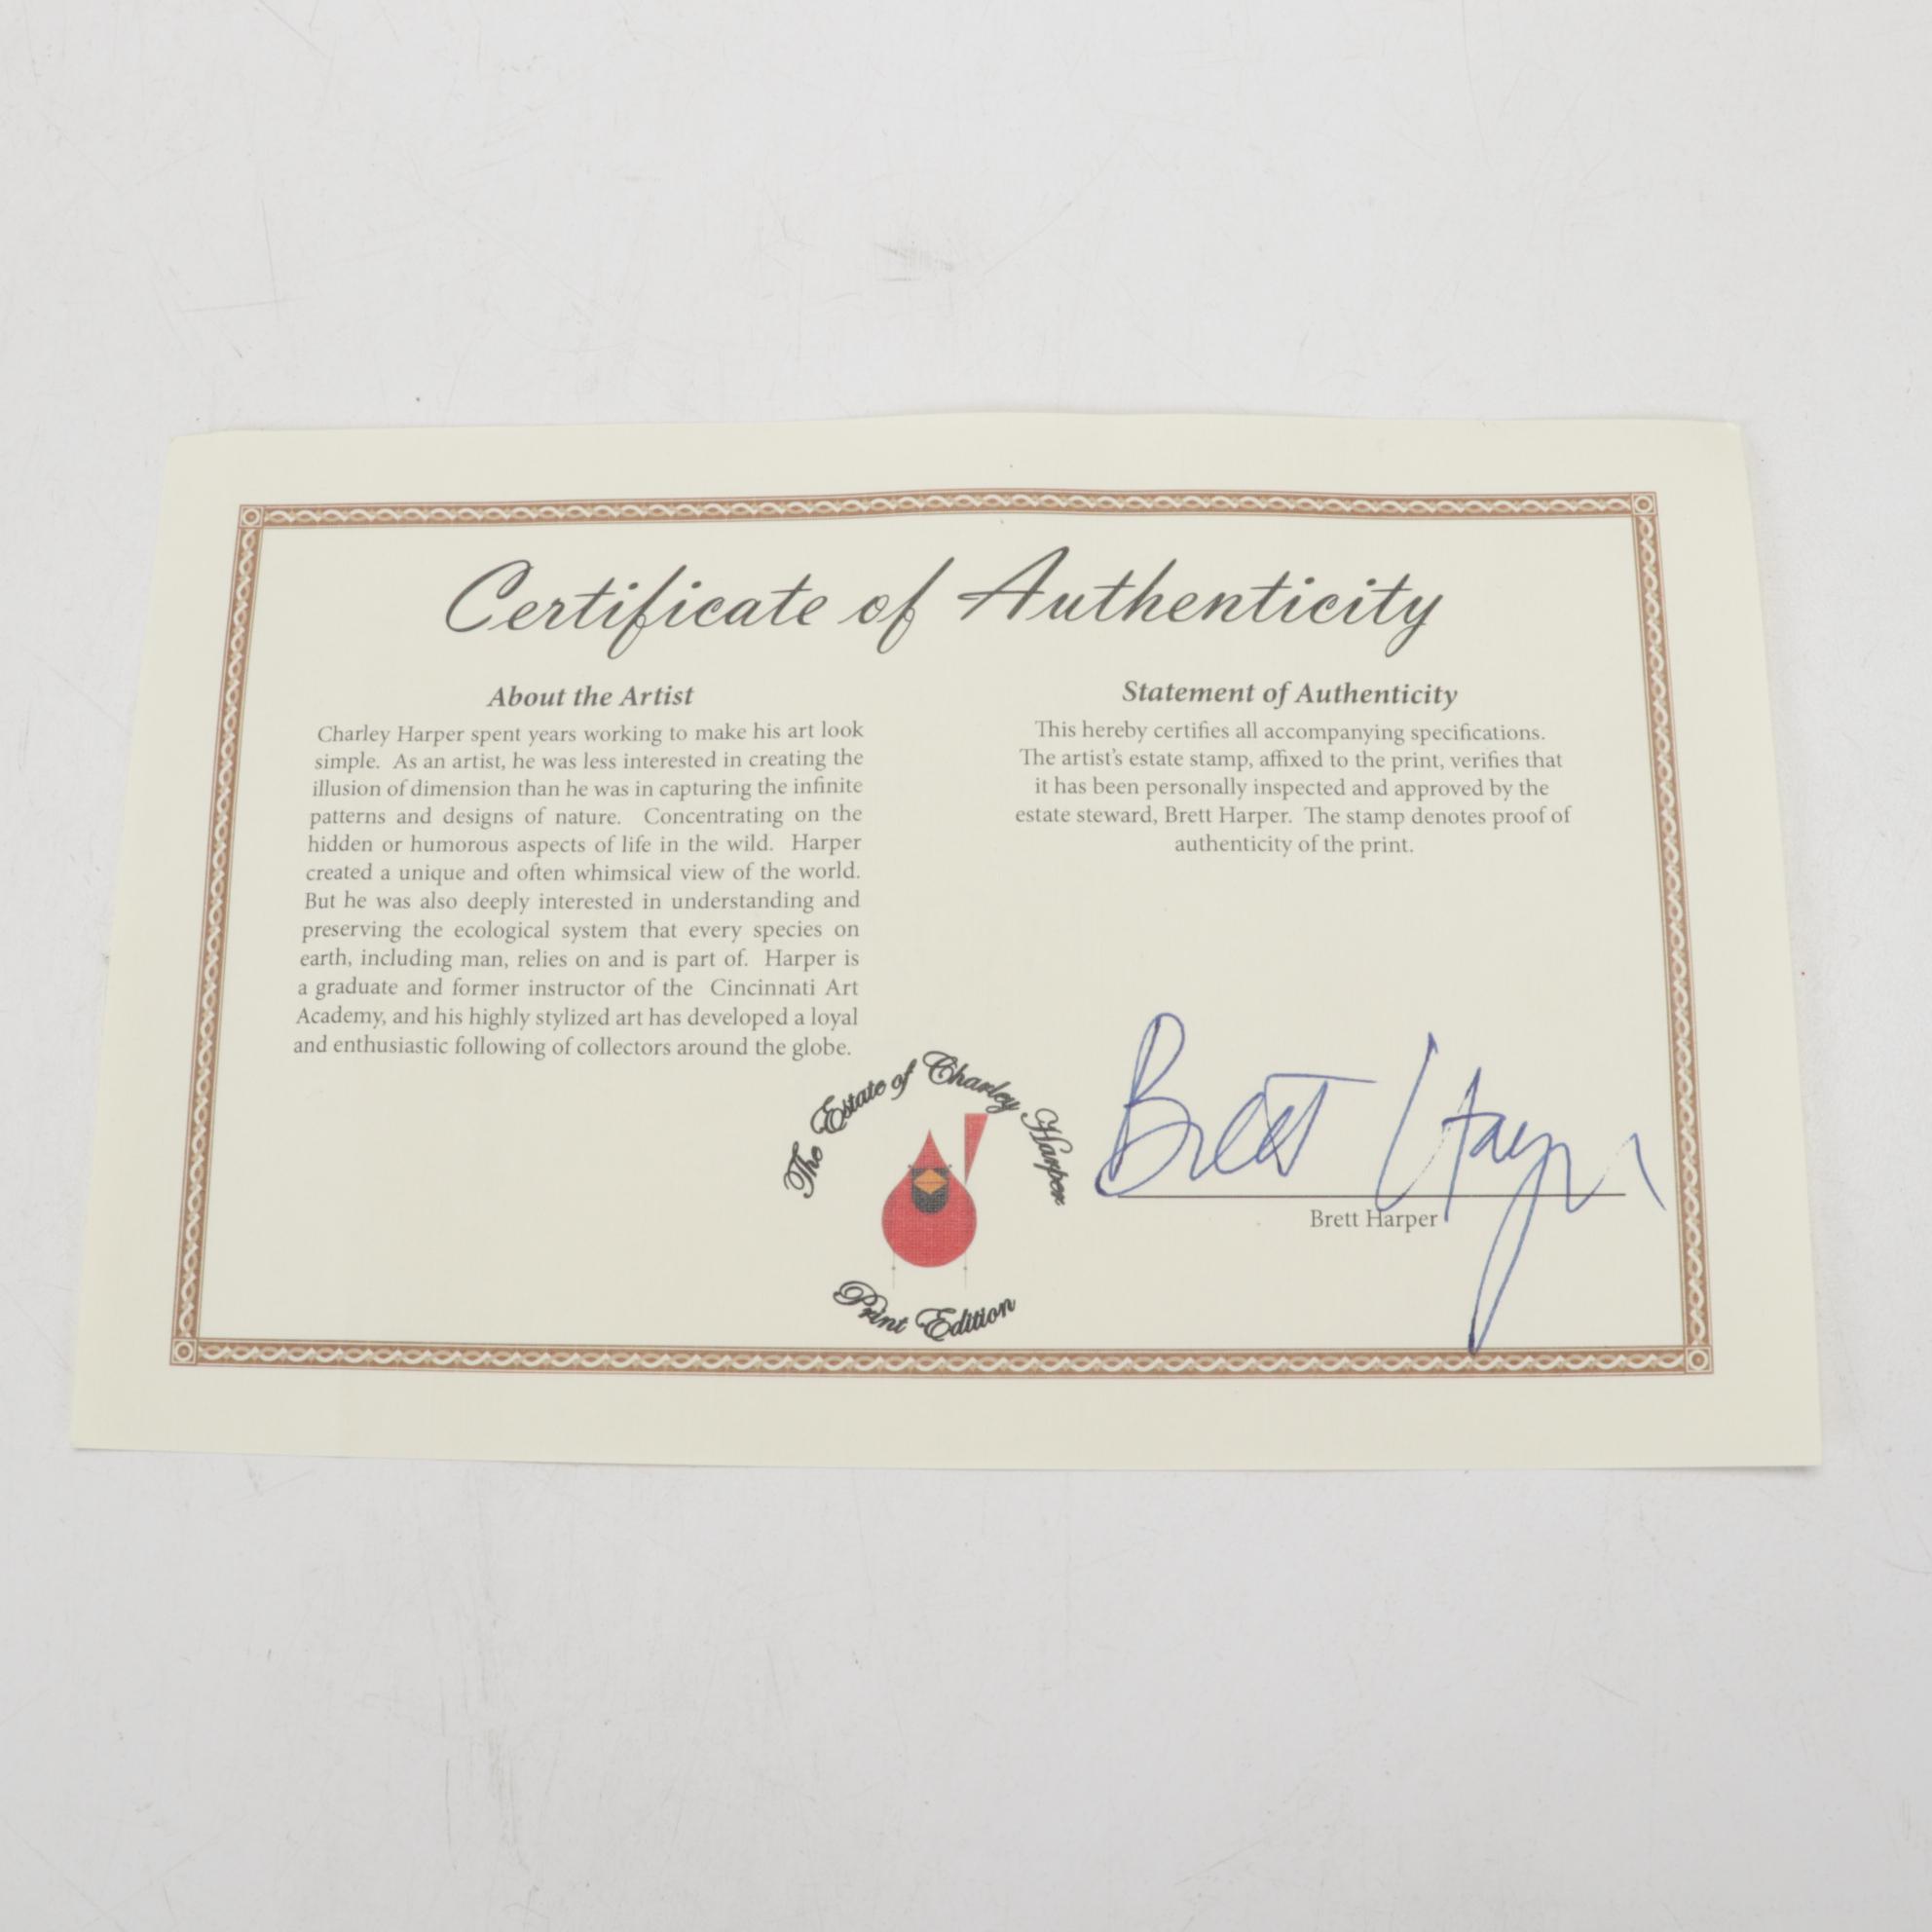 Certificate of Authenticity
About the Artist
Charley Harper spent years working to make his art look
simple. As an artist, he was less interested in creating the
illusion of dimension than he was in capturing the infinite
patterns and designs of nature. Concentrating on the
hidden or humorous aspects of life in the wild. Harper
created a unique and often whimsical view of the world.
But he was also deeply interested in understanding and
preserving the ecological system that every species on
earth, including man, relies on and is part of. Harper is
a graduate and former instructor of the Cincinnati Art
Academy, and his highly stylized art has developed a loyal
and enthusiastic following of collectors around the globe.
Statement of Authenticity
This hereby certifies all accompanying specifications.
The artist's estate stamp, affixed to the print, verifies that
it has been personally inspected and approved by the
estate steward, Brett Harper. The stamp denotes proof of
authenticity of the print.
The Estate of Charley Harper
Print Edition
Brett Harper
Brett Harper